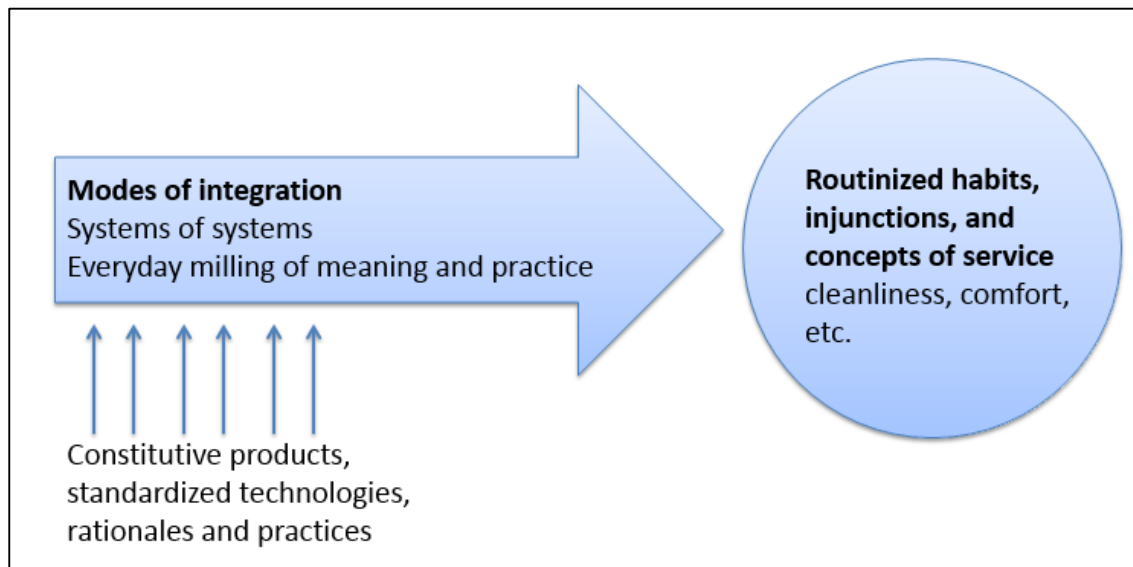 Modes of integration
Systems of systems
Everyday milling of meaning and practice
Routinized habits,
injunctions, and
concepts of service
cleanliness, comfort,
etc.
Constitutive products,
standardized technologies,
rationales and practices